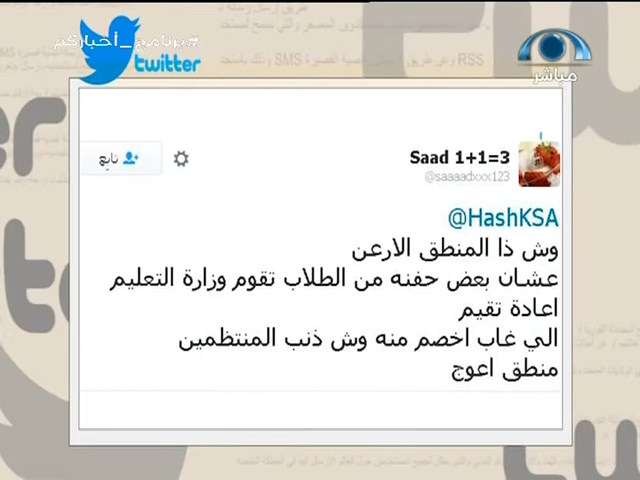 #برنامج_أخباركم
twitter
مباشر
Saad 1+1=3
@saaaadxxx123
تابع
@HashKSA
وش ذا المنطق الارعن
عشان بعض حفنه من الطلاب تقوم وزارة التعليم
اعادة تقيم
الي غاب اخصم منه وش ذنب المنتظمين
منطق اعوج